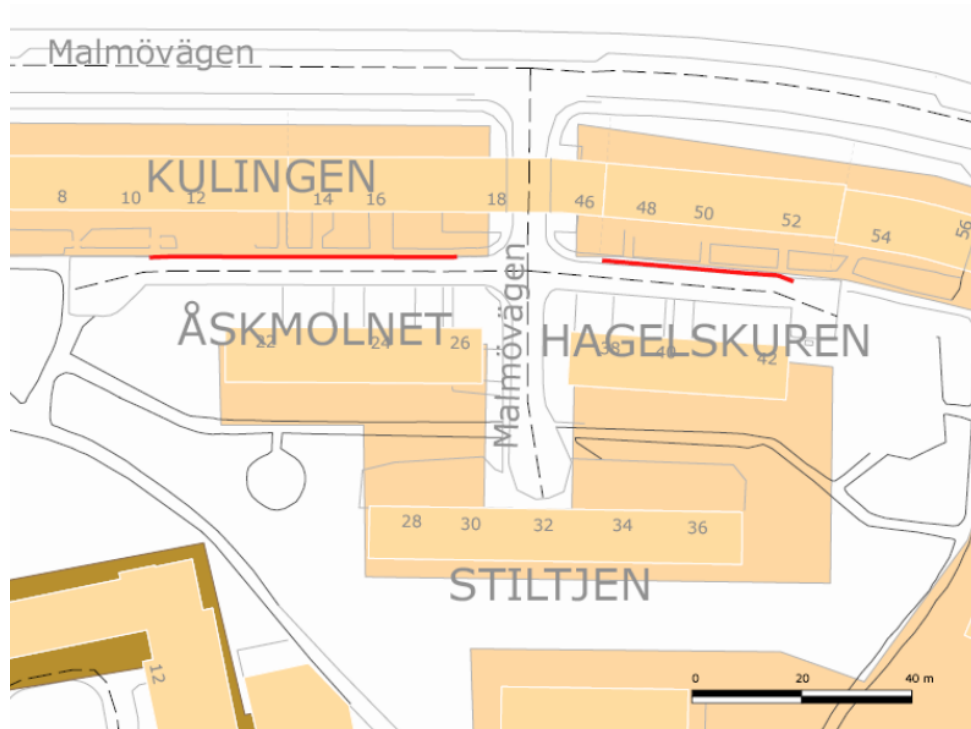 Malmövägen
KULINGEN
8 10 12 14 16 18 46 48 50 52 54 56
Malmövägen
ÅSKMOLNET HAGELSKUREN
22 24 26 38 40 42
28 30 32 34 36
STILTJEN
12
0 20 40 m